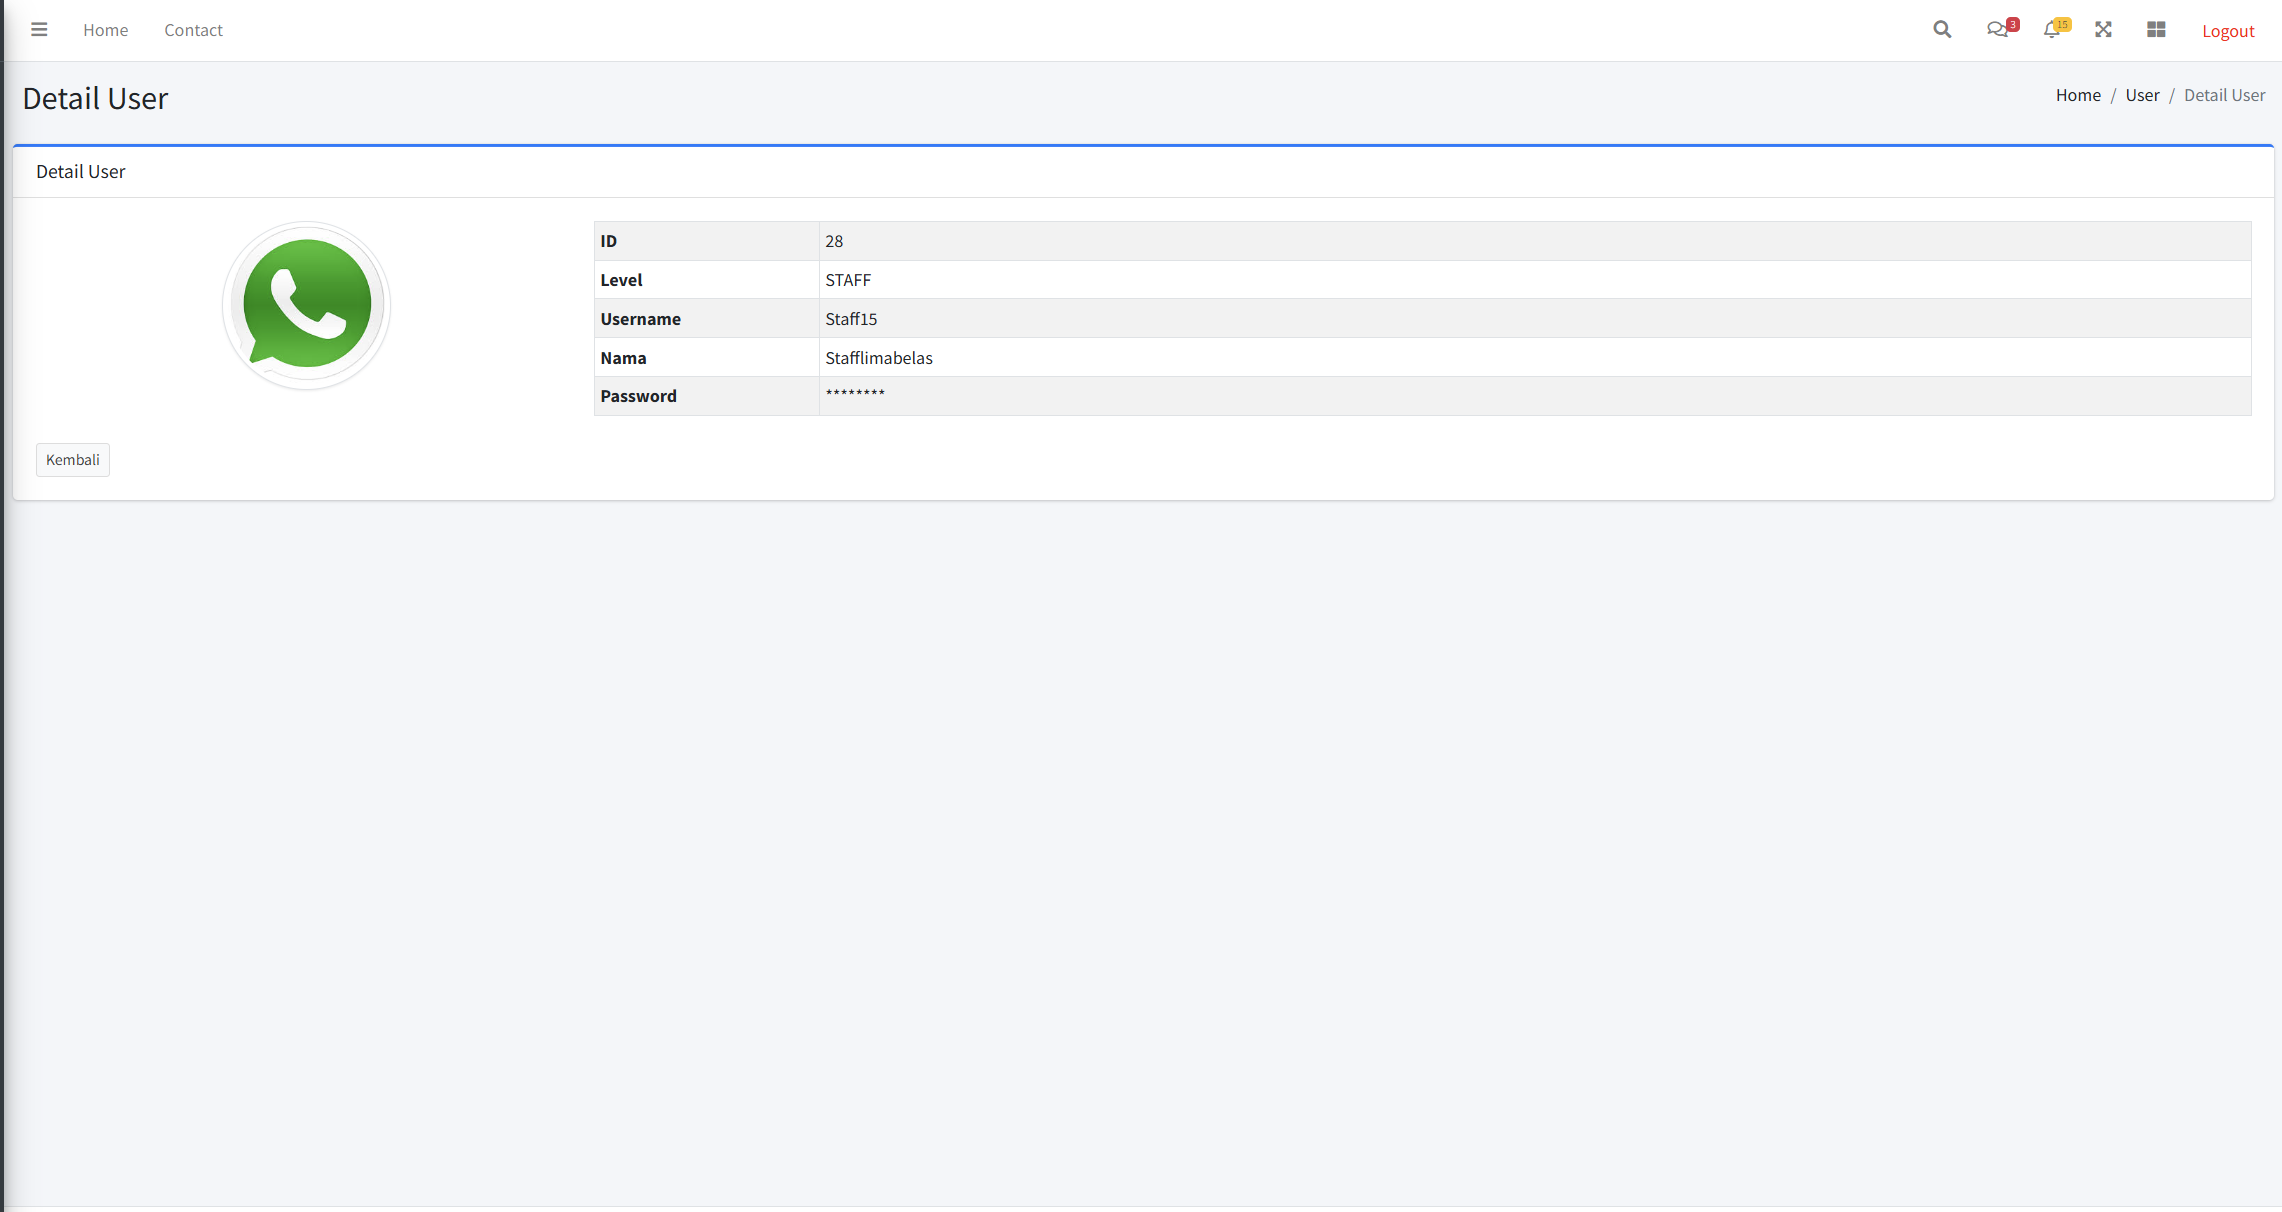 Home Contact 3 15 Logout
Detail User
Home / User / Detail User
Detail User
ID 28
Level STAFF
Username Staff15
Nama Stafflimabelas
Password ********
Kembali